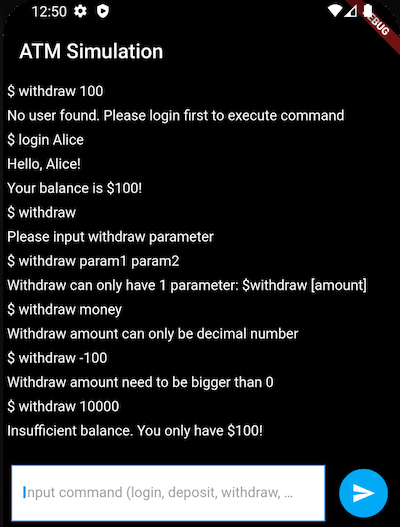 12:50
DEBUG
ATM Simulation
$ withdraw 100
No user found. Please login first to execute command
$ login Alice
Hello, Alice!
Your balance is $100!
$ withdraw
Please input withdraw parameter
$ withdraw param1 param2
Withdraw can only have 1 parameter: $withdraw [amount]
$ withdraw money
Withdraw amount can only be decimal number
$ withdraw -100
Withdraw amount need to be bigger than 0
$ withdraw 10000
Insufficient balance. You only have $100!
Input command (login, deposit, withdraw, ...